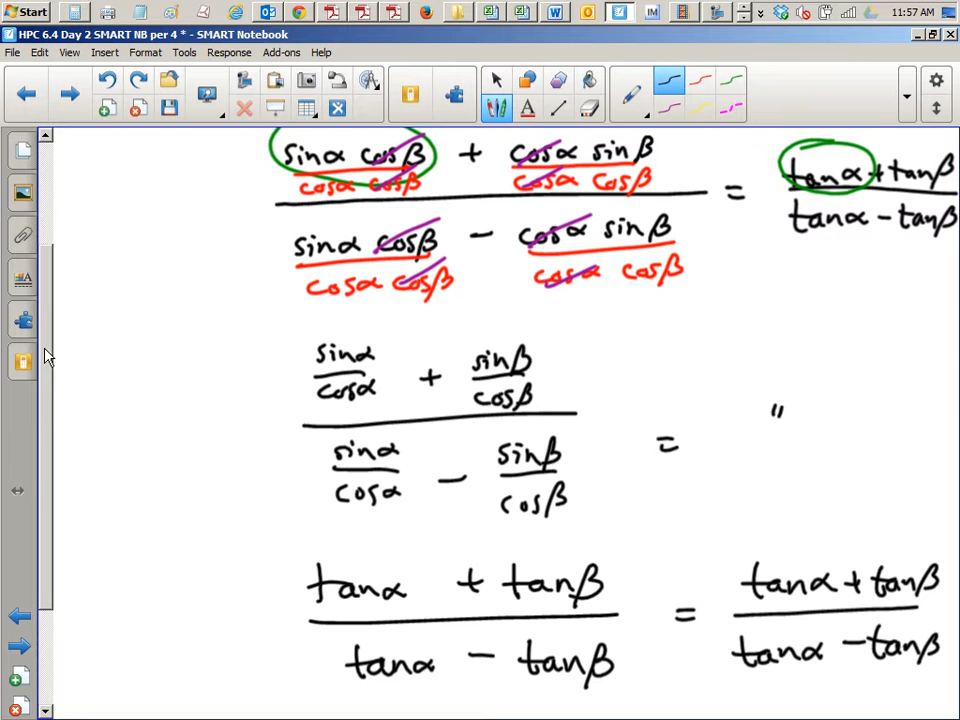 Start
11:57 AM
HPC 6.4 Day 2 SMART NB per 4 * - SMART Notebook
File Edit View Insert Format Tools Response Add-ons Help
sinα cosβ + cosα sinβ
cosα cosβ cosα cosβ
= tanα + tanβ
tanα − tanβ
sinα cosβ − cosα sinβ
cosα cosβ cosα cosβ
sinα + sinβ
cosα cosβ
= "
sinα − sinβ
cosα cosβ
tanα + tanβ = tanα + tanβ
tanα − tanβ tanα − tanβ